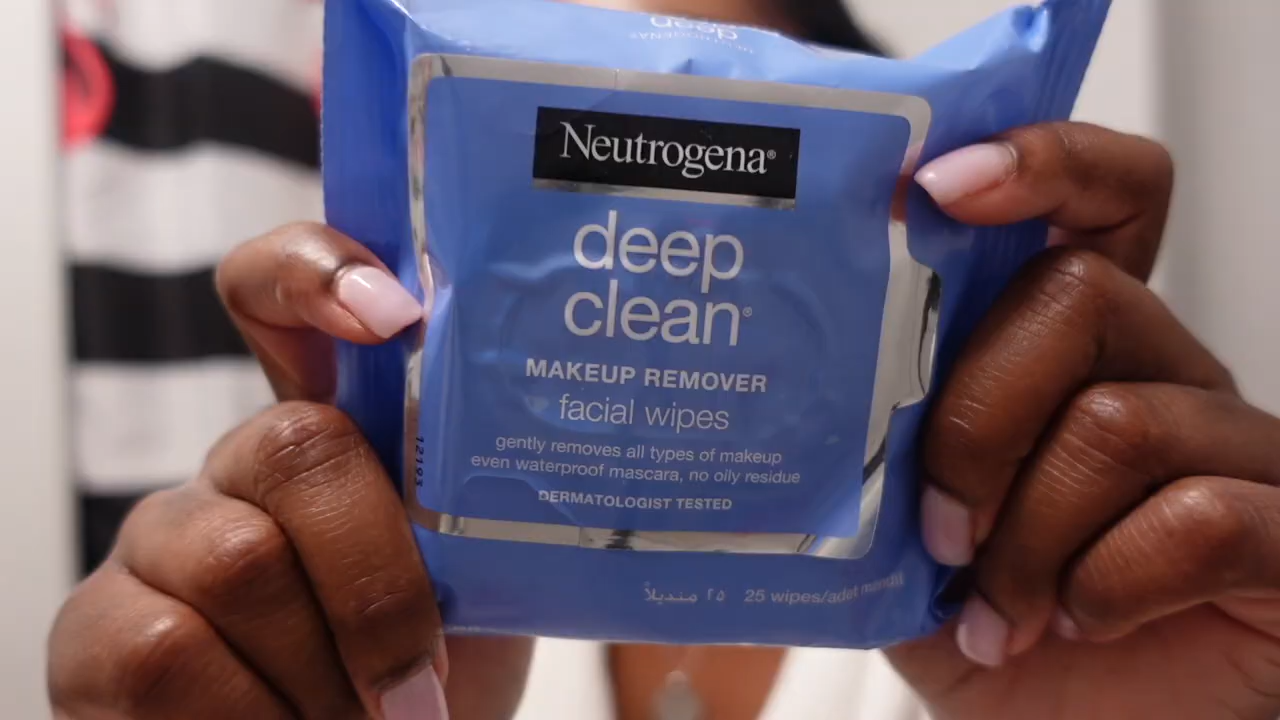 Neutrogena®
deep
clean®
MAKEUP REMOVER
facial wipes
gently removes all types of makeup
even waterproof mascara, no oily residue
DERMATOLOGIST TESTED
٢٥ منديلاً
25 wipes/adet mendil
12193